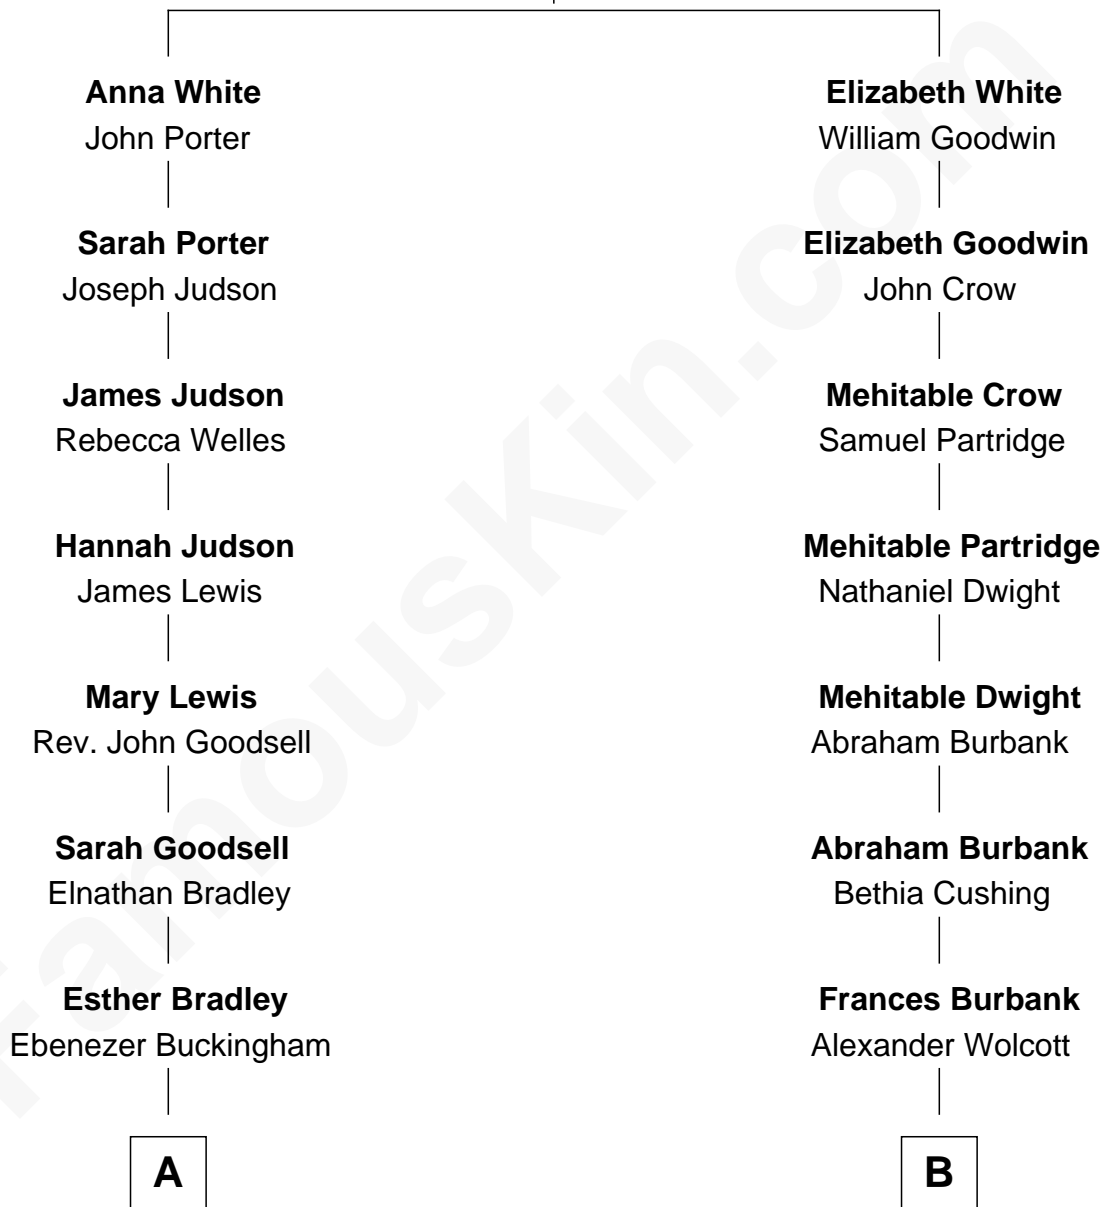 Anna White
John Porter
Sarah Porter
Joseph Judson
James Judson
Rebecca Welles
Hannah Judson
James Lewis
Mary Lewis
Rev. John Goodsell
Sarah Goodsell
Elnathan Bradley
Esther Bradley
Ebenezer Buckingham
A
Elizabeth White
William Goodwin
Elizabeth Goodwin
John Crow
Mehitable Crow
Samuel Partridge
Mehitable Partridge
Nathaniel Dwight
Mehitable Dwight
Abraham Burbank
Abraham Burbank
Bethia Cushing
Frances Burbank
Alexander Wolcott
B
FamousKin.com